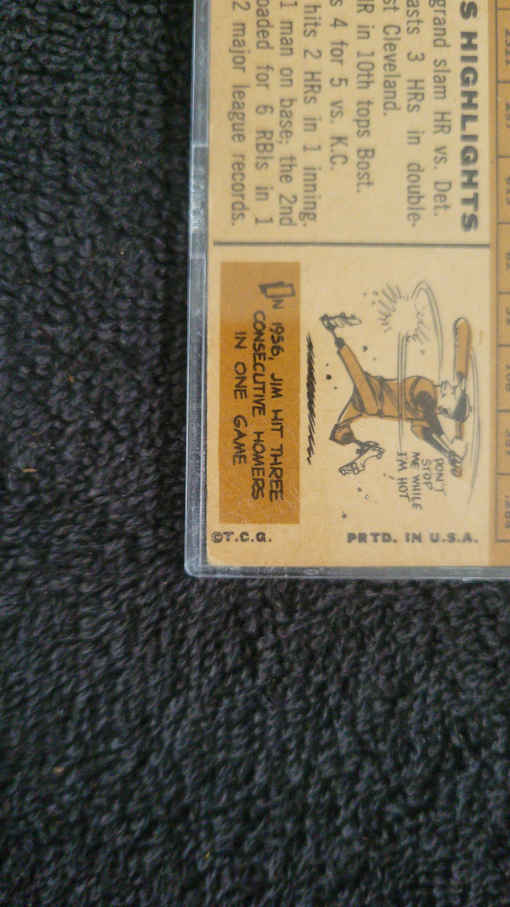 S HIGHLIGHTS
grand slam HR vs. Det.
asts 3 HRs in double-
st Cleveland.
HR in 10th tops Bost.
s 4 for 5 vs. K.C.
hits 2 HRs in 1 inning.
1 man on base; the 2nd
oaded for 6 RBIs in 1
2 major league records.
DON'T
STOP
ME WHILE
I'M HOT
IN 1956, JIM HIT THREE
CONSECUTIVE HOMERS
IN ONE GAME
©T.C.G. PRTD. IN U.S.A.